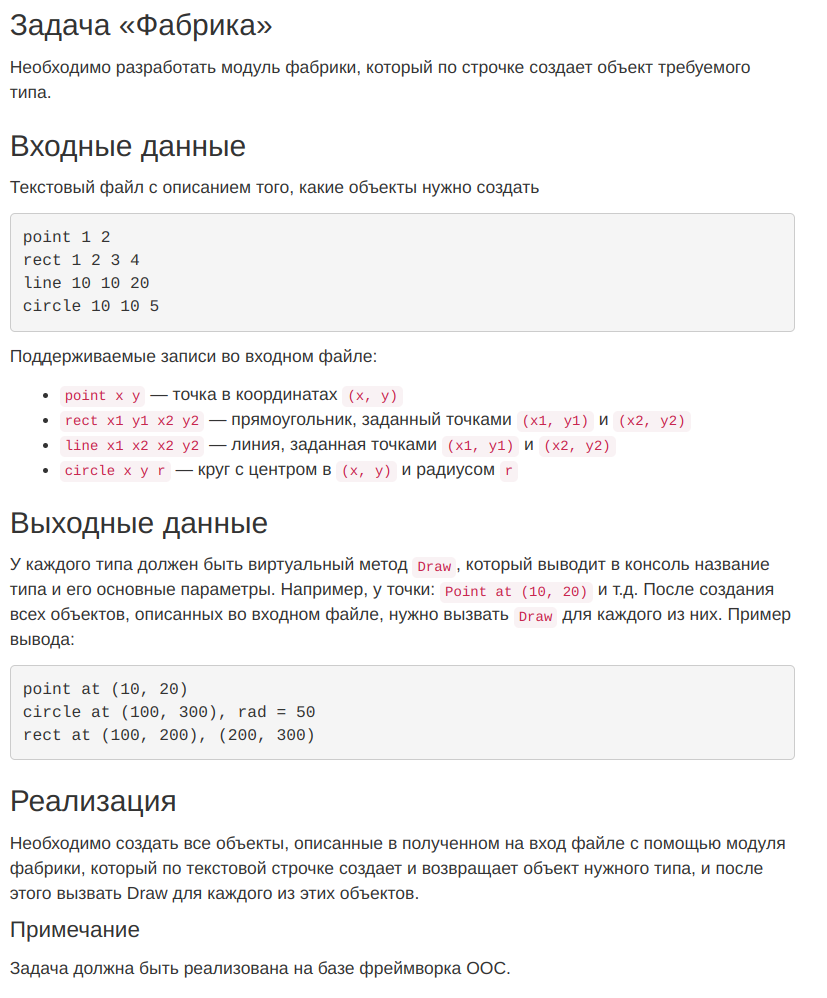 Задача «Фабрика»
Необходимо разработать модуль фабрики, который по строчке создает объект требуемого
типа.
Входные данные
Текстовый файл с описанием того, какие объекты нужно создать
point 1 2
rect 1 2 3 4
line 10 10 20
circle 10 10 5
Поддерживаемые записи во входном файле:
• point x y — точка в координатах (x, y)
• rect x1 y1 x2 y2 — прямоугольник, заданный точками (x1, y1) и (x2, y2)
• line x1 x2 x2 y2 — линия, заданная точками (x1, y1) и (x2, y2)
• circle x y r — круг с центром в (x, y) и радиусом r
Выходные данные
У каждого типа должен быть виртуальный метод Draw, который выводит в консоль название
типа и его основные параметры. Например, у точки: Point at (10, 20) и т.д. После создания
всех объектов, описанных во входном файле, нужно вызвать Draw для каждого из них. Пример
вывода:
point at (10, 20)
circle at (100, 300), rad = 50
rect at (100, 200), (200, 300)
Реализация
Необходимо создать все объекты, описанные в полученном на вход файле с помощью модуля
фабрики, который по текстовой строчке создает и возвращает объект нужного типа, и после
этого вызвать Draw для каждого из этих объектов.
Примечание
Задача должна быть реализована на базе фреймворка OOC.